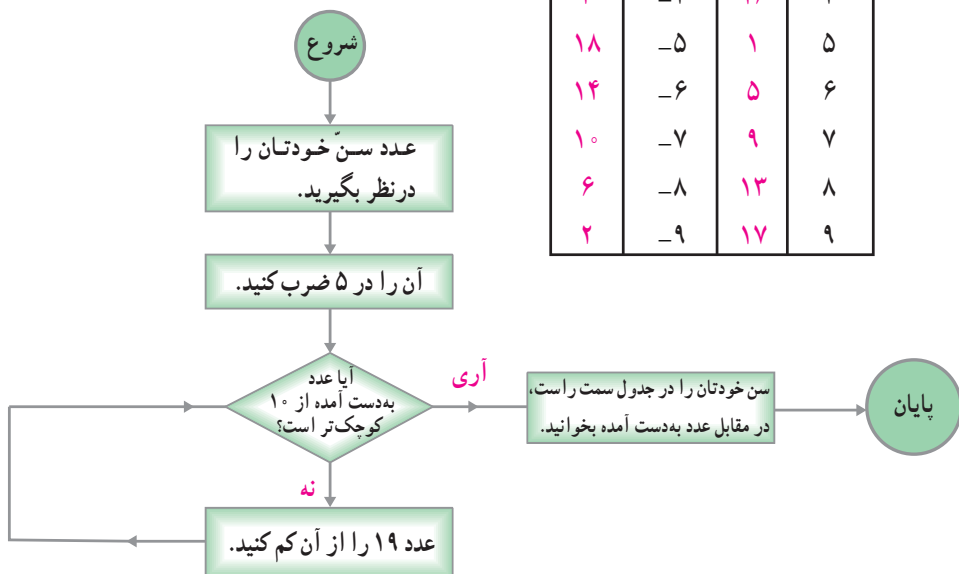 شروع
عدد سـنّ خـودتـان را
درنظر بگیرید.
آن را در ۵ ضرب کنید.
آیا عدد
به‌دست آمده از ۱۰
کوچک‌تر است؟
آری
نه
عدد ۱۹ را از آن کم کنید.
سن خودتان را در جدول سمت راست،
در مقابل عدد به‌دست آمده بخوانید.
پایان
۵ ۱ −۵ ۱۸
۶ ۵ −۶ ۱۴
۷ ۹ −۷ ۱۰
۸ ۱۳ −۸ ۶
۹ ۱۷ −۹ ۲